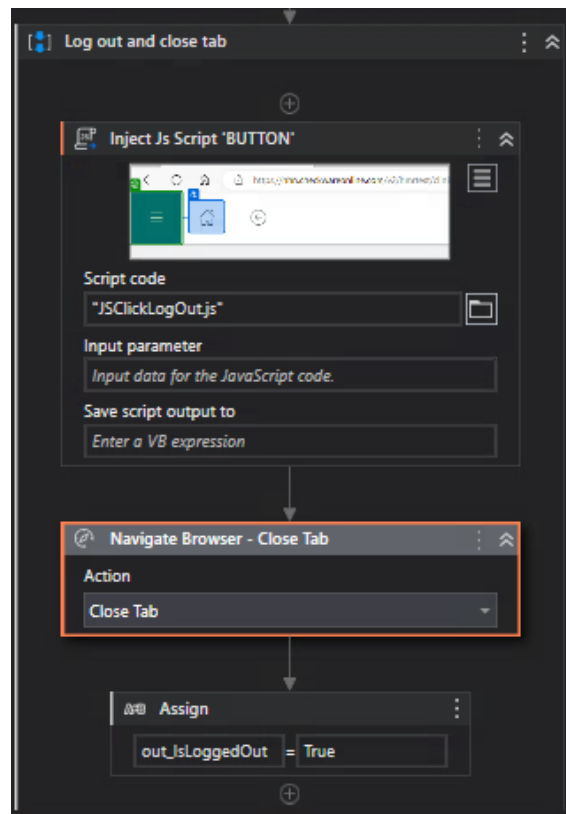 Log out and close tab
Inject Js Script 'BUTTON'
Script code
"JSClickLogOut.js"
Input parameter
Input data for the JavaScript code.
Save script output to
Enter a VB expression
Navigate Browser - Close Tab
Action
Close Tab
Assign
out_IsLoggedOut = True